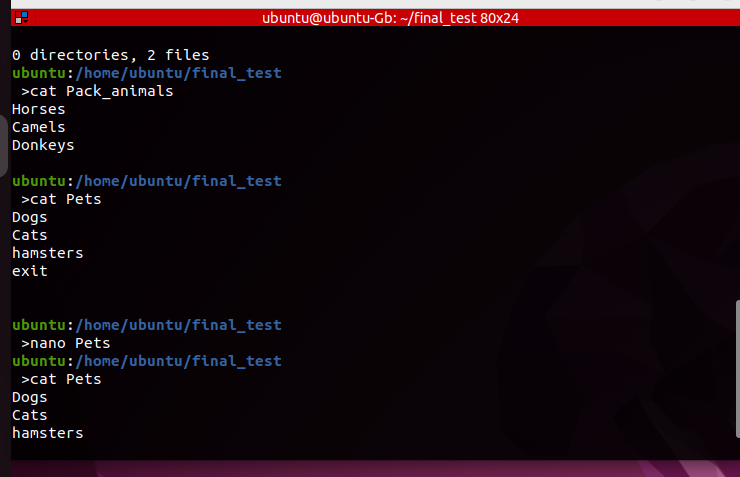 ubuntu@ubuntu-Gb: ~/final_test 80x24
0 directories, 2 files
ubuntu:/home/ubuntu/final_test
>cat Pack_animals
Horses
Camels
Donkeys
ubuntu:/home/ubuntu/final_test
>cat Pets
Dogs
Cats
hamsters
exit
ubuntu:/home/ubuntu/final_test
>nano Pets
ubuntu:/home/ubuntu/final_test
>cat Pets
Dogs
Cats
hamsters